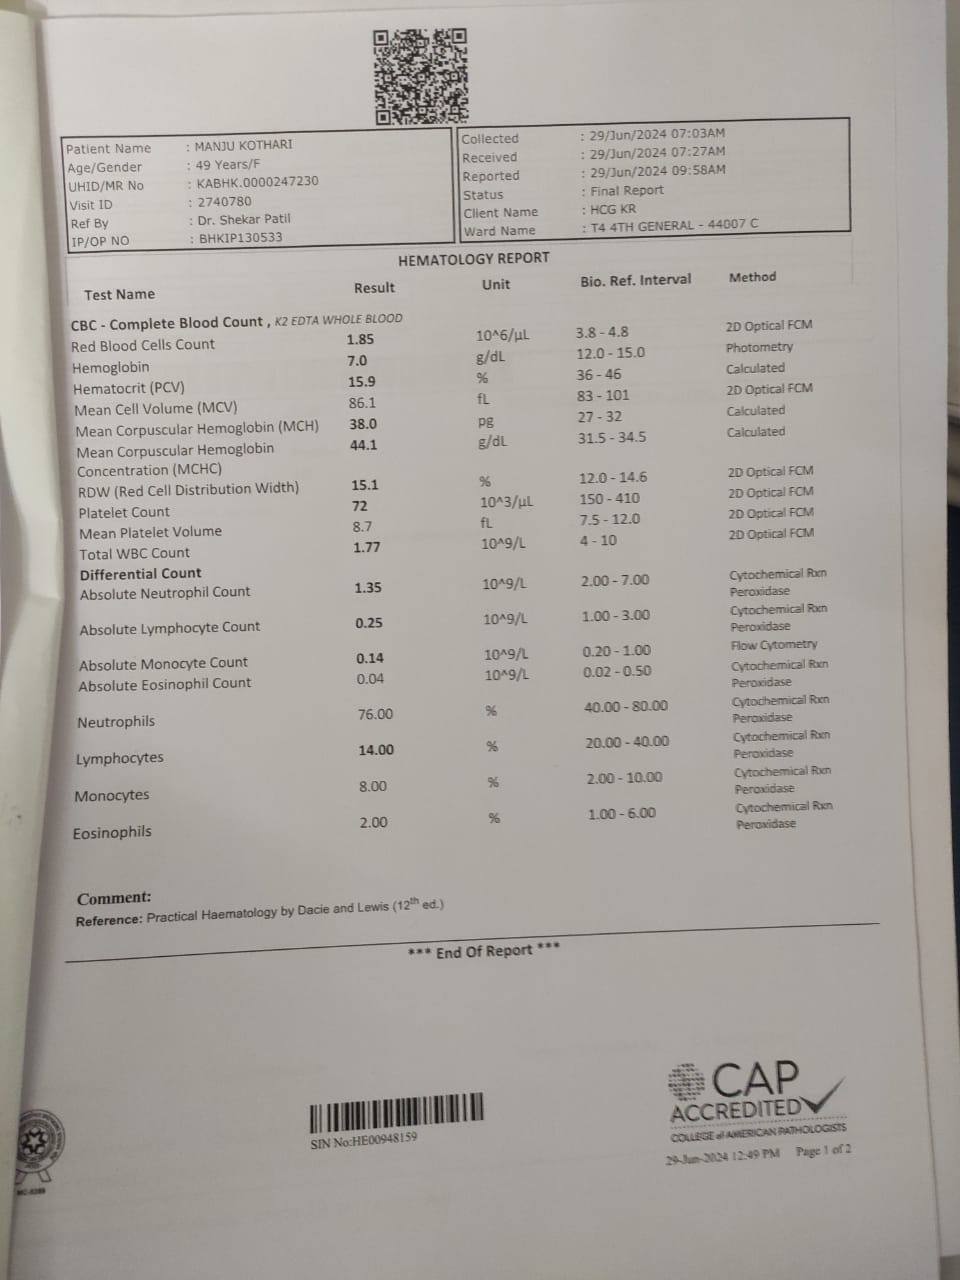 Patient Name : MANJU KOTHARI
Age/Gender : 49 Years/F
UHID/MR No : KABHK.0000247230
Visit ID : 2740780
Ref By : Dr. Shekar Patil
IP/OP NO : BHKIP130533
Collected : 29/Jun/2024 07:03AM
Received : 29/Jun/2024 07:27AM
Reported : 29/Jun/2024 09:58AM
Status : Final Report
Client Name : HCG KR
Ward Name : T4 4TH GENERAL - 44007 C
HEMATOLOGY REPORT
Test Name Result Unit Bio. Ref. Interval Method
CBC - Complete Blood Count , K2 EDTA WHOLE BLOOD
Red Blood Cells Count 1.85 10^6/µL 3.8 - 4.8 2D Optical FCM
Hemoglobin 7.0 g/dL 12.0 - 15.0 Photometry
Hematocrit (PCV) 15.9 % 36 - 46 Calculated
Mean Cell Volume (MCV) 86.1 fL 83 - 101 2D Optical FCM
Mean Corpuscular Hemoglobin (MCH) 38.0 pg 27 - 32 Calculated
Mean Corpuscular Hemoglobin 44.1 g/dL 31.5 - 34.5 Calculated
Concentration (MCHC)
RDW (Red Cell Distribution Width) 15.1 % 12.0 - 14.6 2D Optical FCM
Platelet Count 72 10^3/µL 150 - 410 2D Optical FCM
Mean Platelet Volume 8.7 fL 7.5 - 12.0 2D Optical FCM
Total WBC Count 1.77 10^9/L 4 - 10 2D Optical FCM
Differential Count
Absolute Neutrophil Count 1.35 10^9/L 2.00 - 7.00 Cytochemical Rxn
Peroxidase
Absolute Lymphocyte Count 0.25 10^9/L 1.00 - 3.00 Cytochemical Rxn
Peroxidase
Absolute Monocyte Count 0.14 10^9/L 0.20 - 1.00 Flow Cytometry
Absolute Eosinophil Count 0.04 10^9/L 0.02 - 0.50 Cytochemical Rxn
Peroxidase
Neutrophils 76.00 % 40.00 - 80.00 Cytochemical Rxn
Peroxidase
Lymphocytes 14.00 % 20.00 - 40.00 Cytochemical Rxn
Peroxidase
Monocytes 8.00 % 2.00 - 10.00 Cytochemical Rxn
Peroxidase
Eosinophils 2.00 % 1.00 - 6.00 Cytochemical Rxn
Peroxidase
Comment:
Reference: Practical Haematology by Dacie and Lewis (12th ed.)
*** End Of Report ***
SIN No:HE00948159
CAP
ACCREDITED
COLLEGE of AMERICAN PATHOLOGISTS
29-Jun-2024 12:49 PM Page 1 of 2